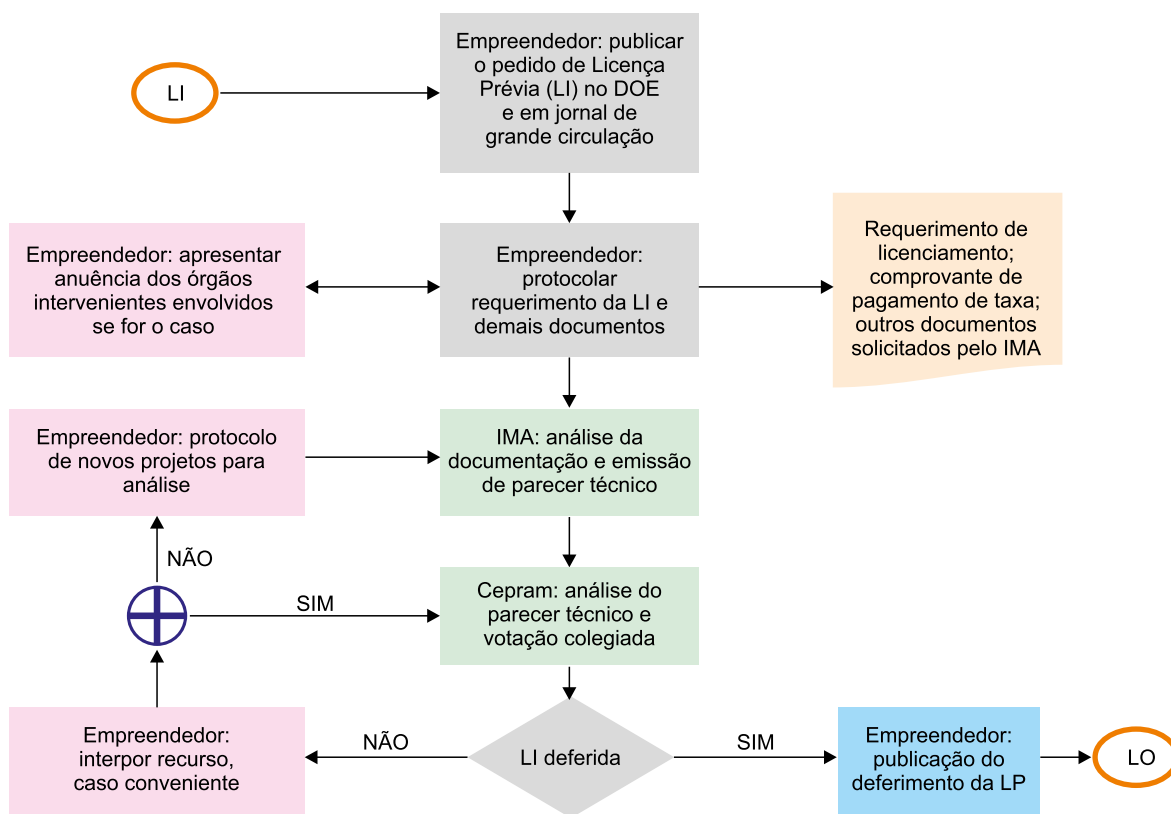 Empreendedor: publicar
o pedido de Licença
Prévia (LI) no DOE
e em jornal de
grande circulação
LI
Empreendedor: apresentar
anuência dos órgãos
intervenientes envolvidos
se for o caso
Empreendedor:
protocolar
requerimento da LI e
demais documentos
Requerimento de
licenciamento;
comprovante de
pagamento de taxa;
outros documentos
solicitados pelo IMA
Empreendedor: protocolo
de novos projetos para
análise
IMA: análise da
documentação e emissão
de parecer técnico
NÃO
SIM
Cepram: análise do
parecer técnico e
votação colegiada
Empreendedor:
interpor recurso,
caso conveniente
NÃO
LI deferida
SIM
Empreendedor:
publicação do
deferimento da LP
LO